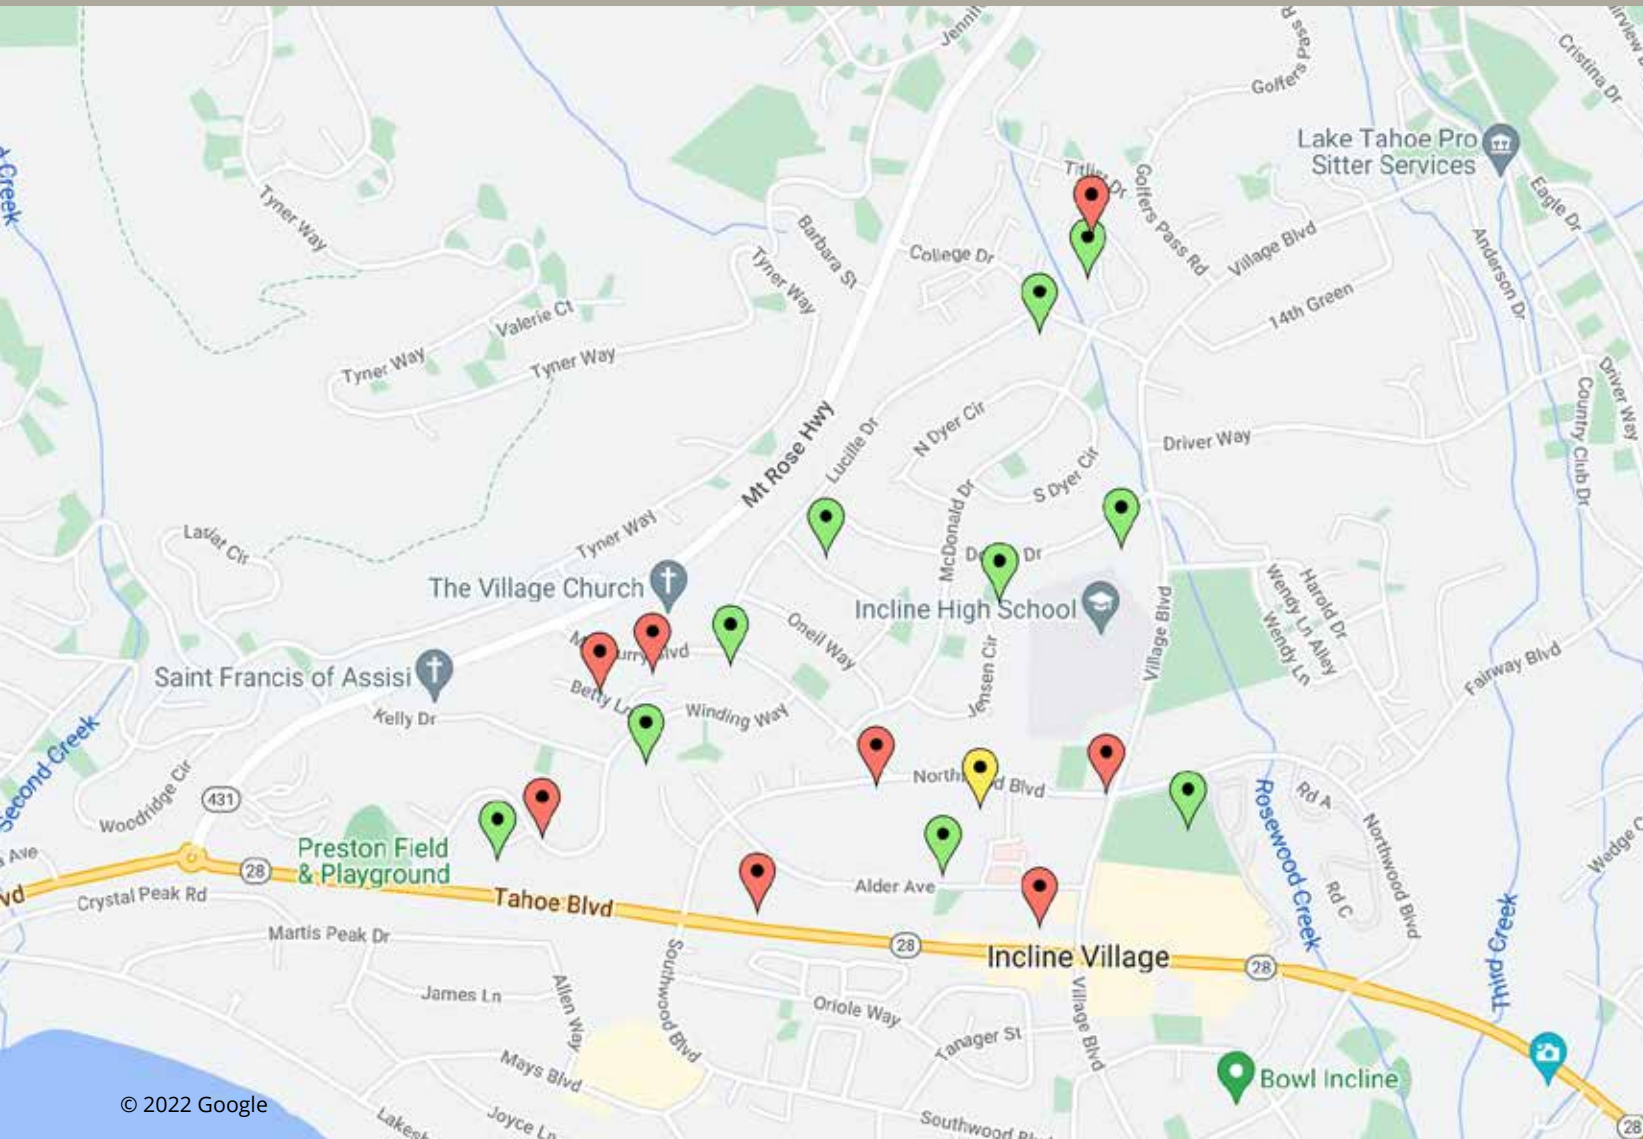 Cristina Dr
Golfers Pass R
Lake Tahoe Pro
Sitter Services
Golfers Pass Rd
Eagle Dr
Tyner Way
Barbara St
College Dr
Village Blvd
Anderson Dr
Tyner Way
14th Green
Valerie Ct
Tyner Way
Tyner Way
Driver Way
Country Club Dr
Mt Rose Hwy
Lucille Dr
N Dyer Cir
Driver Way
S Dyer Cir
McDonald Dr
Tyner Way
Dr
The Village Church
Incline High School
Harold Dr
Wendy Ln Alley
Wendy Ln
Village Blvd
Oneil Way
Fairway Blvd
Saint Francis of Assisi
Betty Ln
Winding Way
Jensen Cir
Kelly Dr
Second Creek
Woodridge Cir
431
Blvd
Rd A
Rosewood Creek
Northwood Blvd
Preston Field
& Playground
28
Tahoe Blvd
Alder Ave
Rd C
Third Creek
Crystal Peak Rd
Martis Peak Dr
28
Incline Village
28
Southwood Blvd
James Ln
Allen Way
Oriole Way
Tanager St
Village Blvd
Mays Blvd
Bowl Incline
© 2022 Google
Joyce Ln
28